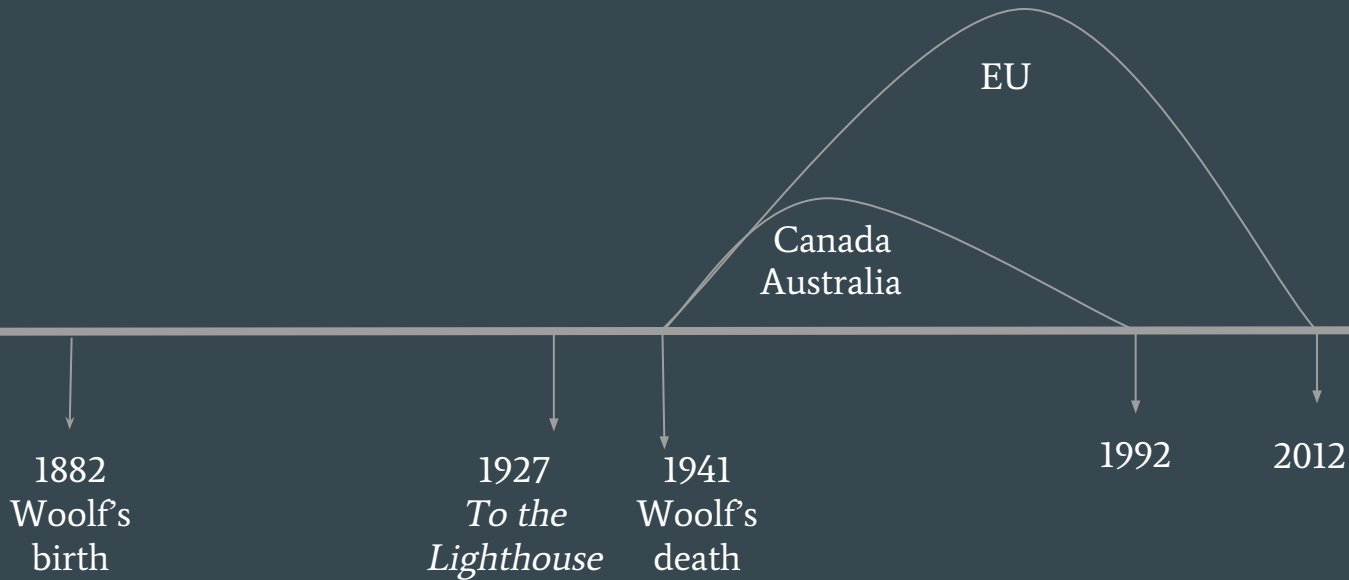 EU
Canada
Australia
1882
Woolf’s
birth
1927
To the
Lighthouse
1941
Woolf’s
death
1992
2012